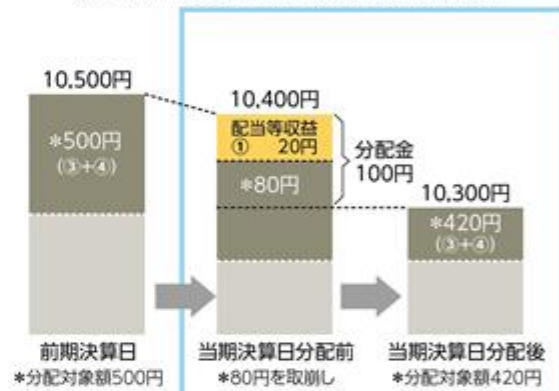 10,500円
*500円
(③+④)
10,400円
配当等収益
① 20円
*80円
分配金
100円
10,300円
*420円
(③+④)
前期決算日
*分配対象額500円
当期決算日分配前
*80円を取崩し
当期決算日分配後
*分配対象額420円